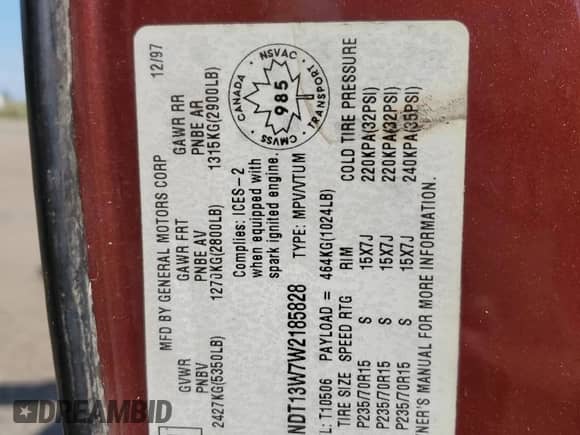 MFD BY GENERAL MOTORS CORP 12/97
GVWR GAWR FRT GAWR RR
PNBV PNBE AV PNBE AR
2427KG(5350LB) 1270KG(2800LB) 1315KG(2900LB)
Complies: ICES-2
when equipped with
spark ignited engine.
NSVAC
CANADA
985
TRANSPORT
CMVSS
NDT13W7W2185828 TYPE: MPV/VTUM
L: T10506 PAYLOAD = 464KG(1024LB)
TIRE SIZE SPEED RTG RIM COLD TIRE PRESSURE
P235/70R15 S 15X7J 220KPA(32PSI)
P235/70R15 S 15X7J 220KPA(32PSI)
P235/70R15 S 15X7J 240KPA(35PSI)
NER'S MANUAL FOR MORE INFORMATION.